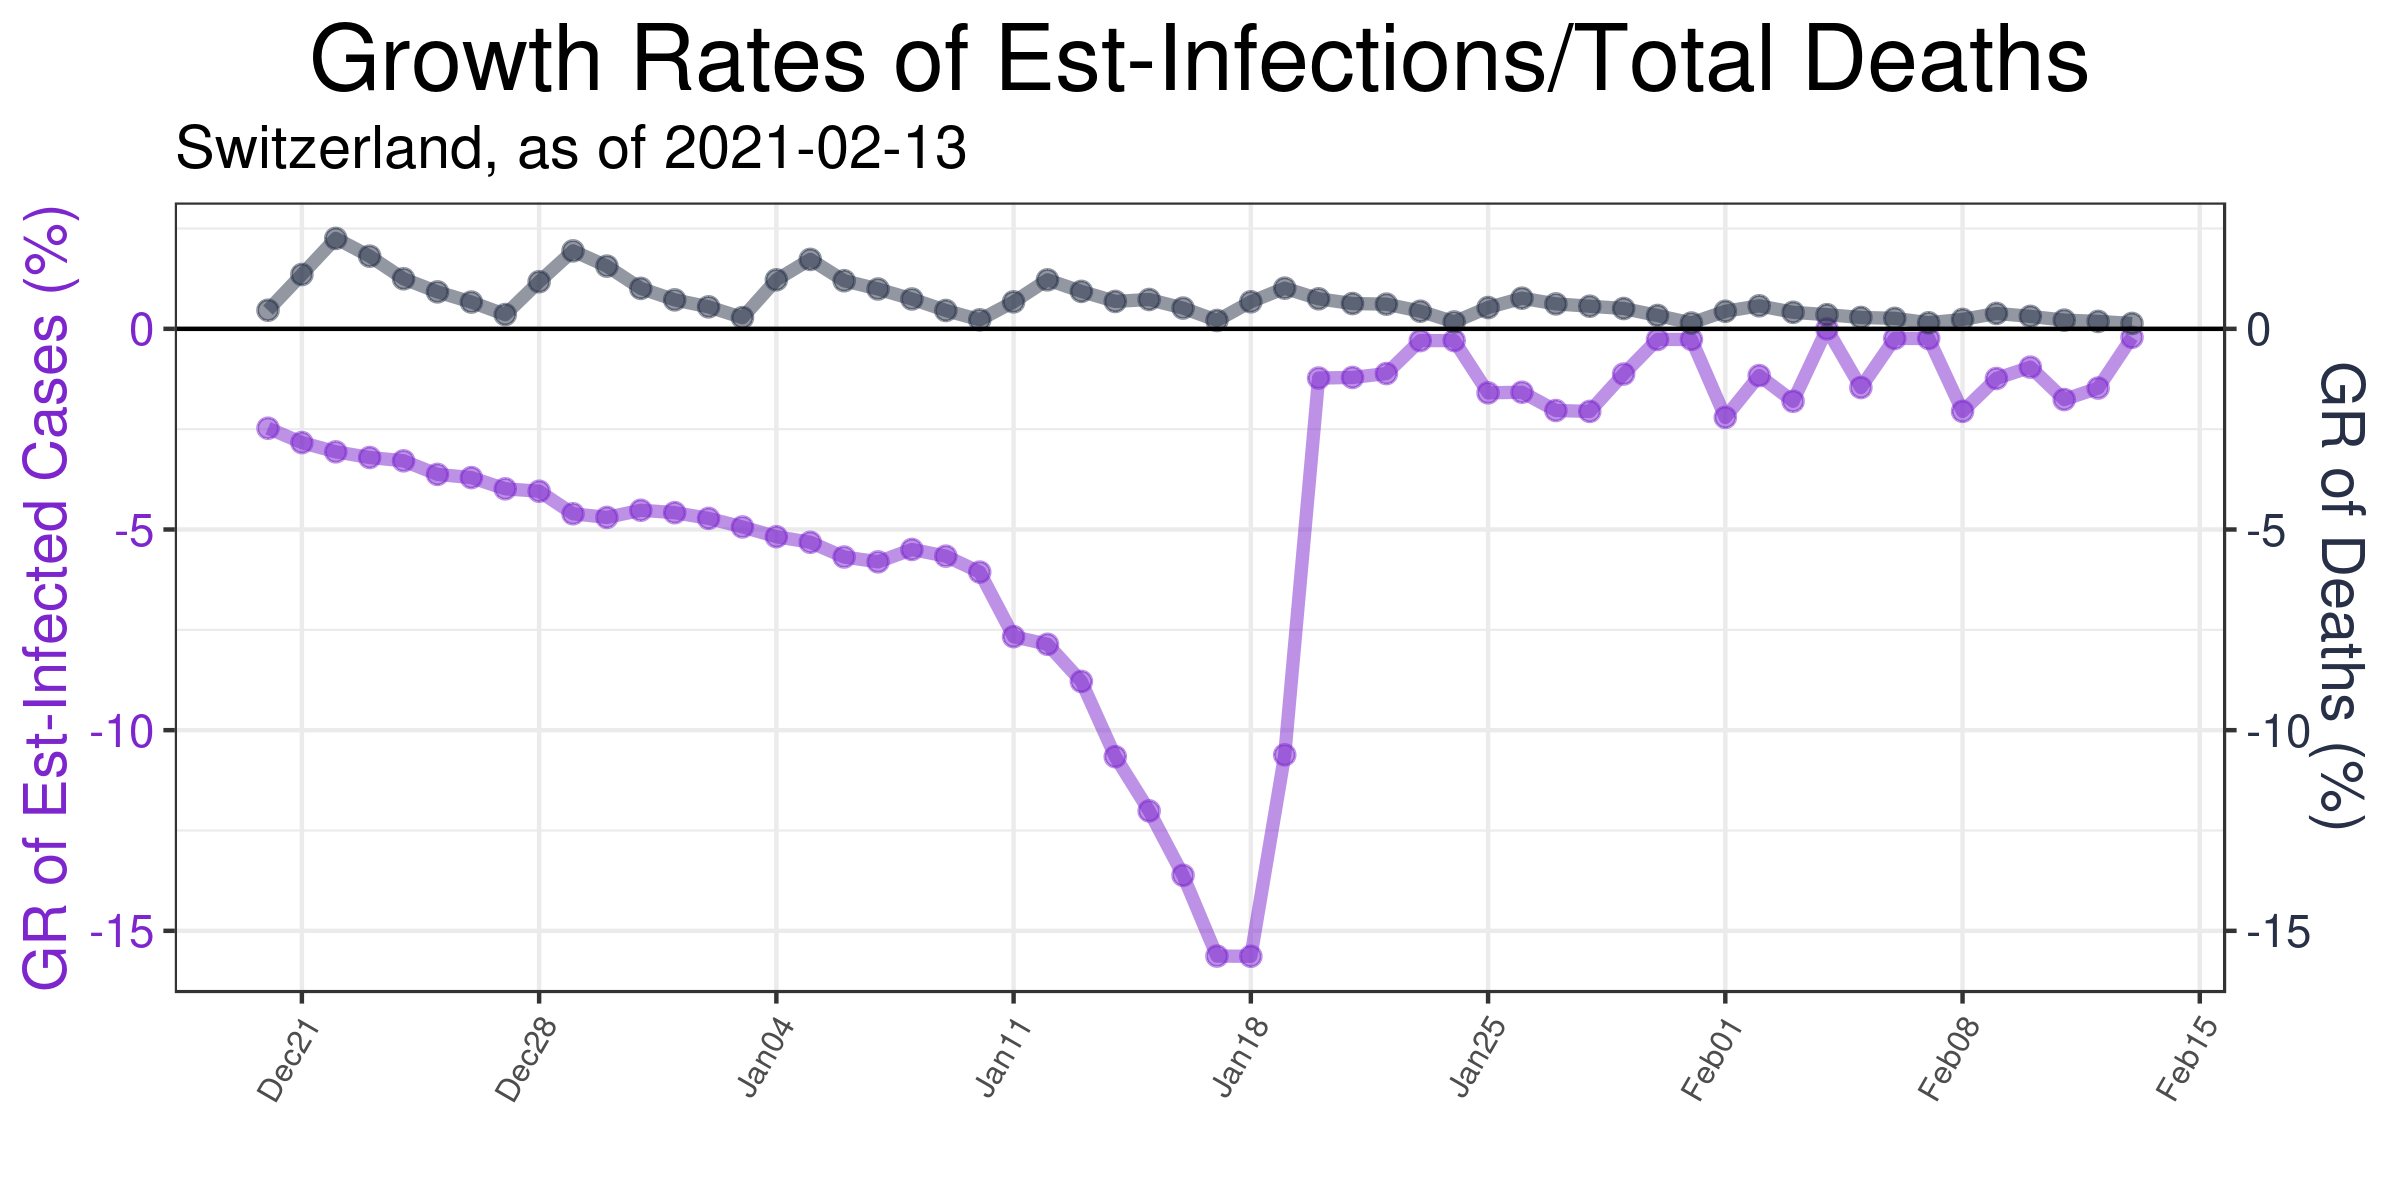 Growth Rates of Est-Infections/Total Deaths
Switzerland, as of 2021-02-13
GR of Est-Infected Cases (%)
0
-5
-10
-15
0
-5
-10
-15
GR of Deaths (%)
Dec21
Dec28
Jan04
Jan11
Jan18
Jan25
Feb01
Feb08
Feb15